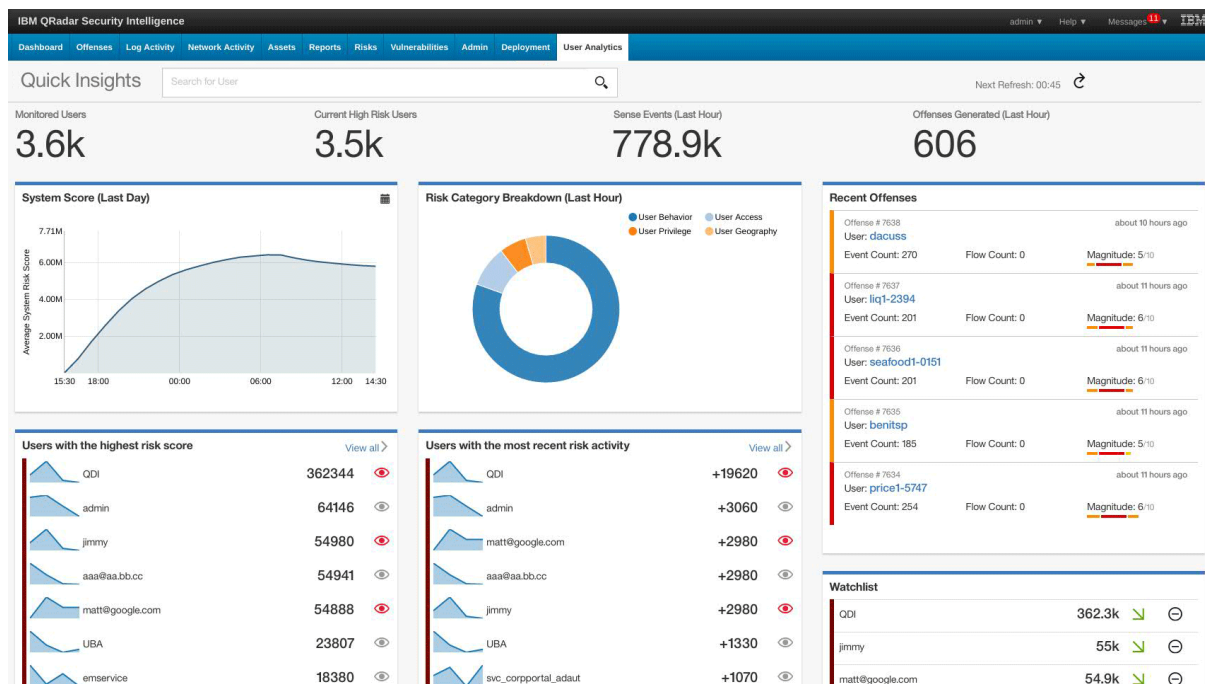 IBM QRadar Security Intelligence
admin ▼ Help ▼ Messages 11 ▼ IBM
Dashboard Offenses Log Activity Network Activity Assets Reports Risks Vulnerabilities Admin Deployment User Analytics
Quick Insights Search for User Next Refresh: 00:45
Monitored Users Current High Risk Users Sense Events (Last Hour) Offenses Generated (Last Hour)
3.6k 3.5k 778.9k 606
System Score (Last Day)
Average System Risk Score
7.71M
6.00M
4.00M
2.00M
15:30 18:00 00:00 06:00 12:00 14:30
Risk Category Breakdown (Last Hour)
User Behavior User Access
User Privilege User Geography
Recent Offenses
Offense # 7638 about 10 hours ago
User: dacuss
Event Count: 270 Flow Count: 0 Magnitude: 5/10
Offense # 7637 about 11 hours ago
User: liq1-2394
Event Count: 201 Flow Count: 0 Magnitude: 6/10
Offense # 7636 about 11 hours ago
User: seafood1-0151
Event Count: 201 Flow Count: 0 Magnitude: 6/10
Offense # 7635 about 11 hours ago
User: benitsp
Event Count: 185 Flow Count: 0 Magnitude: 5/10
Offense # 7634 about 11 hours ago
User: price1-5747
Event Count: 254 Flow Count: 0 Magnitude: 6/10
Users with the highest risk score View all
QDI 362344
admin 64146
jimmy 54980
aaa@aa.bb.cc 54941
matt@google.com 54888
UBA 23807
emservice 18380
Users with the most recent risk activity View all
QDI +19620
admin +3060
matt@google.com +2980
aaa@aa.bb.cc +2980
jimmy +2980
UBA +1330
svc_corpportal_adaut +1070
Watchlist
QDI 362.3k
jimmy 55k
matt@google.com 54.9k